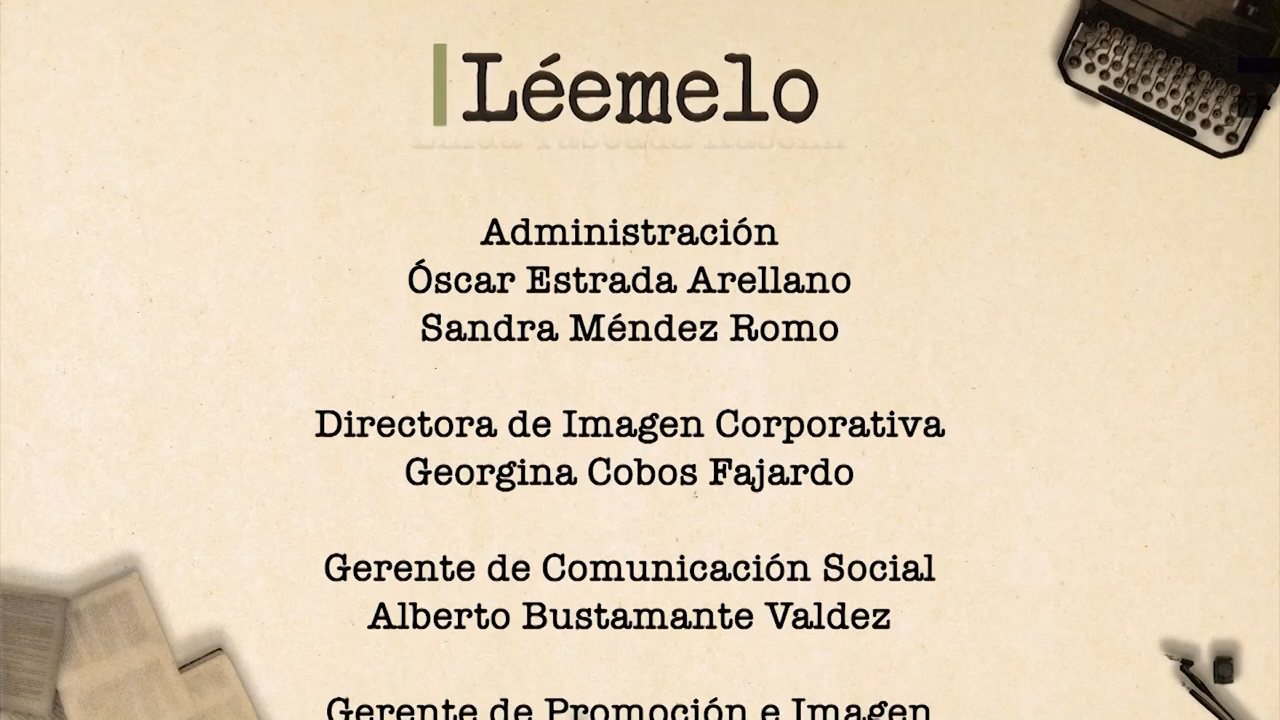 Léemelo
Administración
Óscar Estrada Arellano
Sandra Méndez Romo
Directora de Imagen Corporativa
Georgina Cobos Fajardo
Gerente de Comunicación Social
Alberto Bustamante Valdez
Gerente de Promoción e Imagen